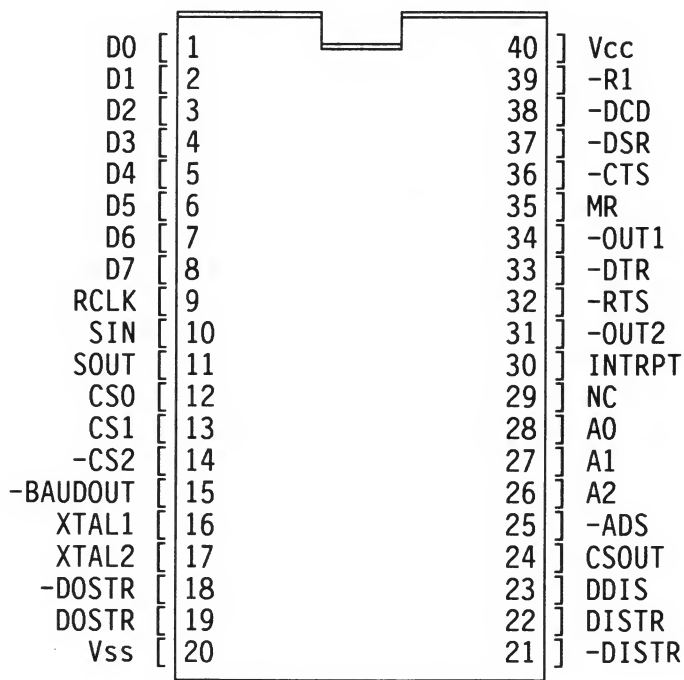 D0 [ 1 40 ] Vcc
D1 [ 2 39 ] -R1
D2 [ 3 38 ] -DCD
D3 [ 4 37 ] -DSR
D4 [ 5 36 ] -CTS
D5 [ 6 35 ] MR
D6 [ 7 34 ] -OUT1
D7 [ 8 33 ] -DTR
RCLK [ 9 32 ] -RTS
SIN [ 10 31 ] -OUT2
SOUT [ 11 30 ] INTRPT
CS0 [ 12 29 ] NC
CS1 [ 13 28 ] A0
-CS2 [ 14 27 ] A1
-BAUDOUT [ 15 26 ] A2
XTAL1 [ 16 25 ] -ADS
XTAL2 [ 17 24 ] CSOUT
-DOSTR [ 18 23 ] DDIS
DOSTR [ 19 22 ] DISTR
Vss [ 20 21 ] -DISTR